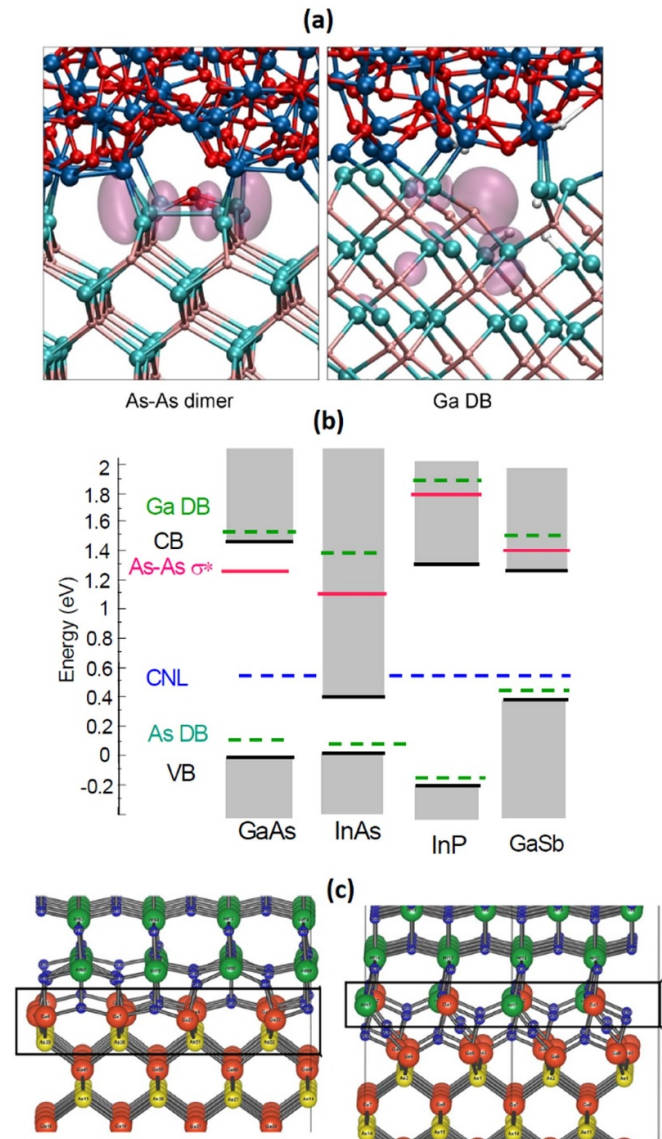 (a)
As-As dimer
Ga DB
(b)
2
1.8
1.6
1.4
1.2
1
0.8
0.6
0.4
0.2
0
-0.2
Energy (eV)
Ga DB
CB
As-As σ*
CNL
As DB
VB
GaAs
InAs
InP
GaSb
(c)